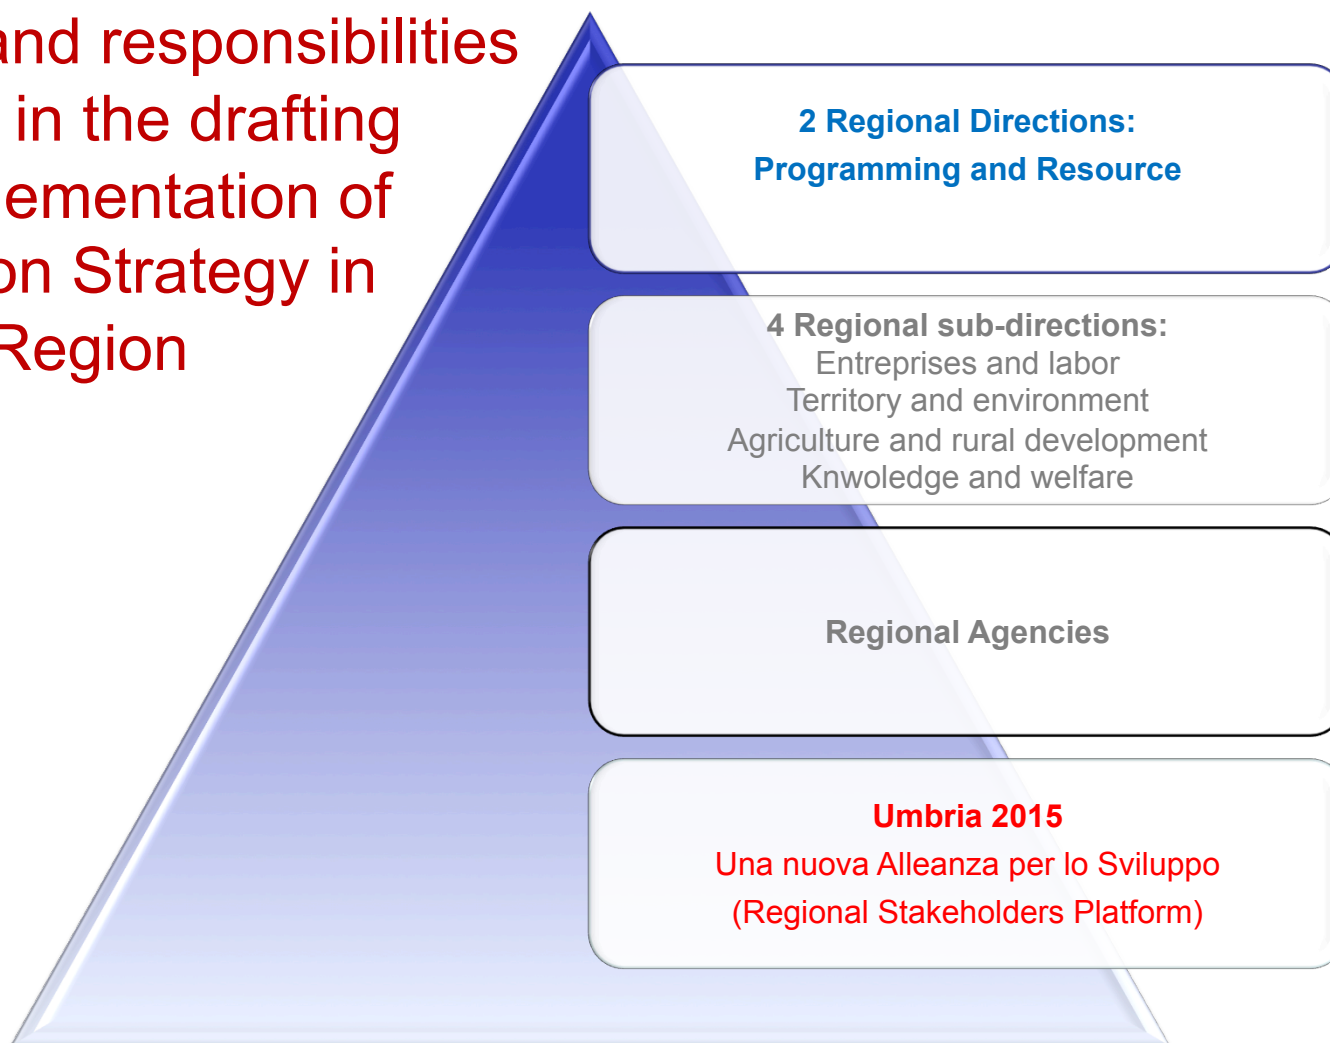 and responsibilities
in the drafting
ementation of
on Strategy in
Region
2 Regional Directions:
Programming and Resource
4 Regional sub-directions:
Entreprises and labor
Territory and environment
Agriculture and rural development
Knwoledge and welfare
Regional Agencies
Umbria 2015
Una nuova Alleanza per lo Sviluppo
(Regional Stakeholders Platform)